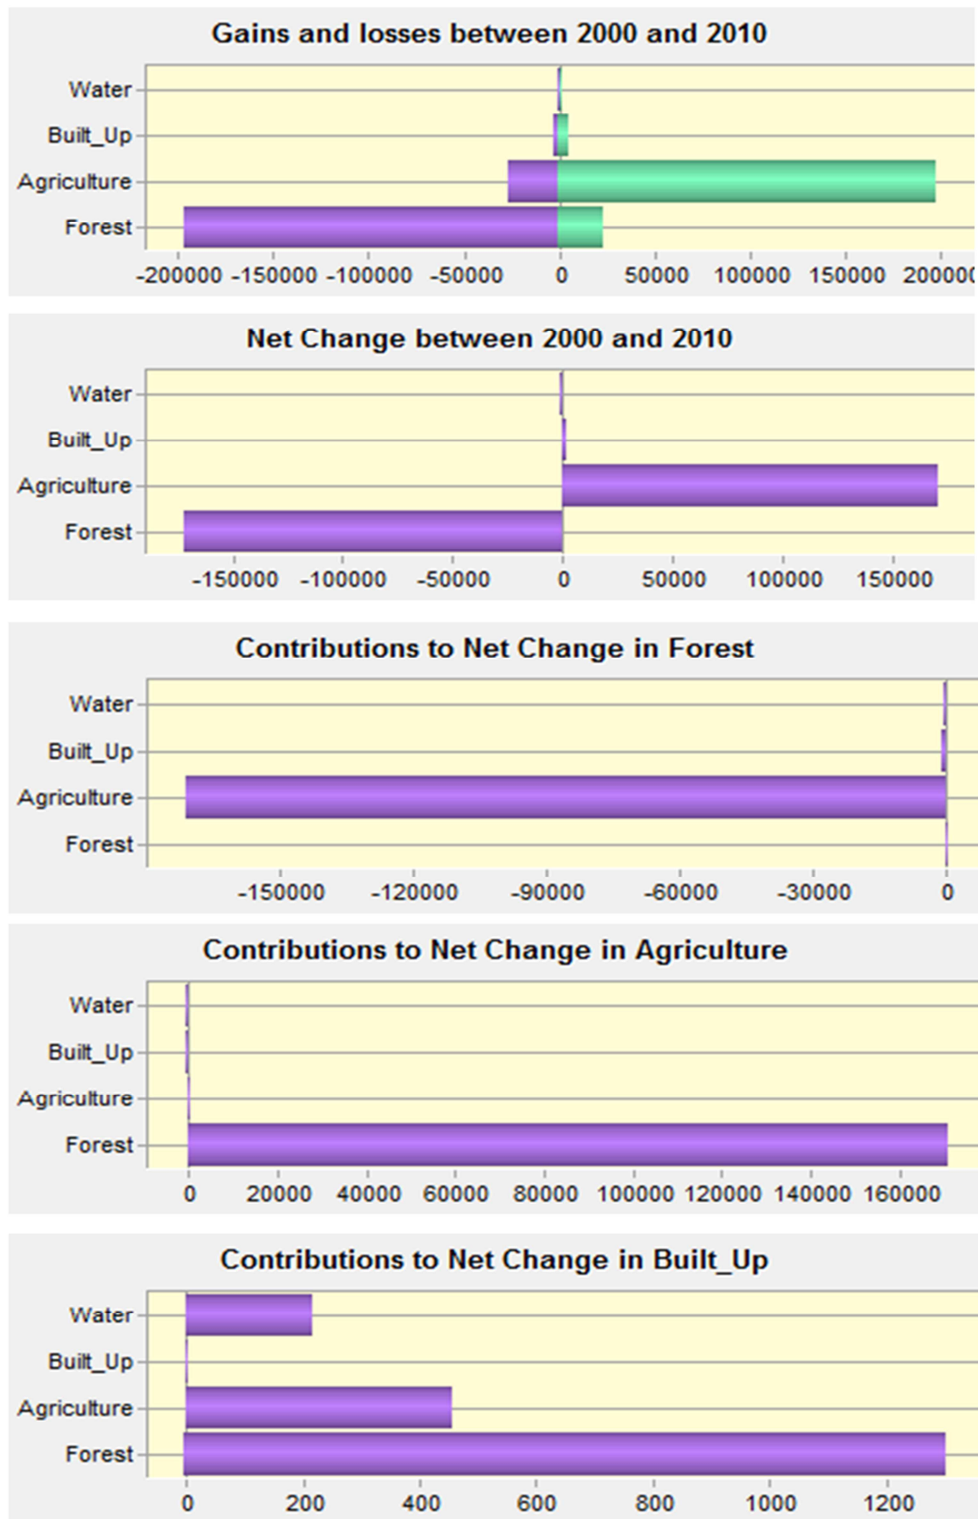 Gains and losses between 2000 and 2010
Water
Built_Up
Agriculture
Forest
-200000 -150000 -100000 -50000 0 50000 100000 150000 200000
Net Change between 2000 and 2010
Water
Built_Up
Agriculture
Forest
-150000 -100000 -50000 0 50000 100000 150000
Contributions to Net Change in Forest
Water
Built_Up
Agriculture
Forest
-150000 -120000 -90000 -60000 -30000 0
Contributions to Net Change in Agriculture
Water
Built_Up
Agriculture
Forest
0 20000 40000 60000 80000 100000 120000 140000 160000
Contributions to Net Change in Built_Up
Water
Built_Up
Agriculture
Forest
0 200 400 600 800 1000 1200